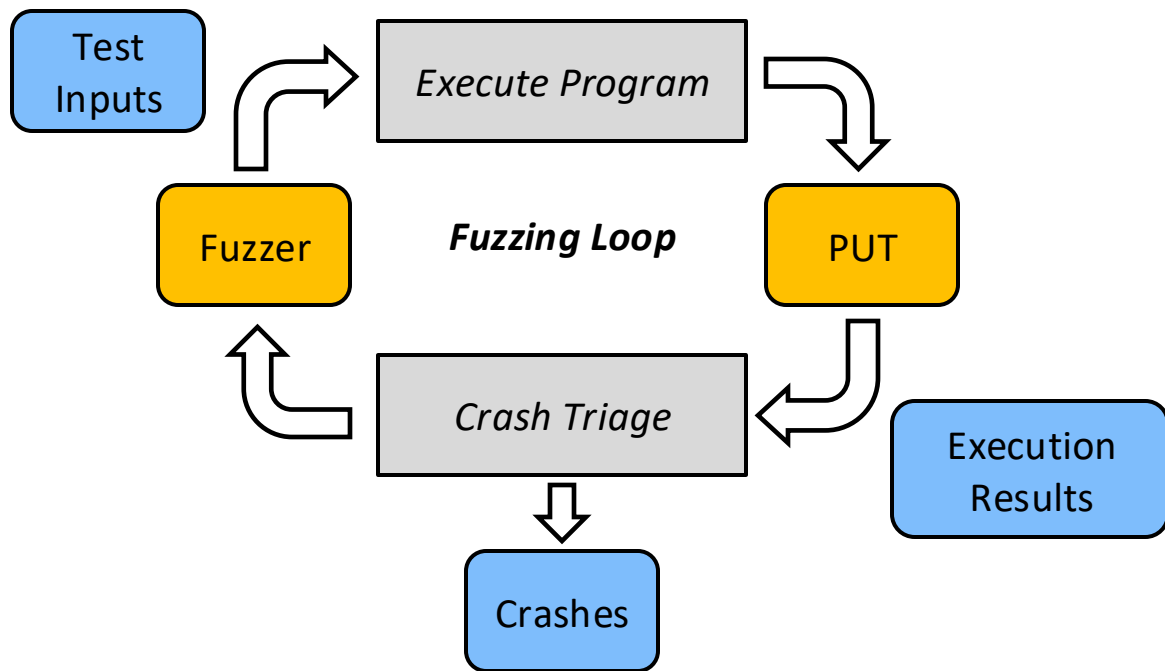 Test
Inputs
Execute Program
Fuzzer
Fuzzing Loop
PUT
Crash Triage
Execution
Results
Crashes